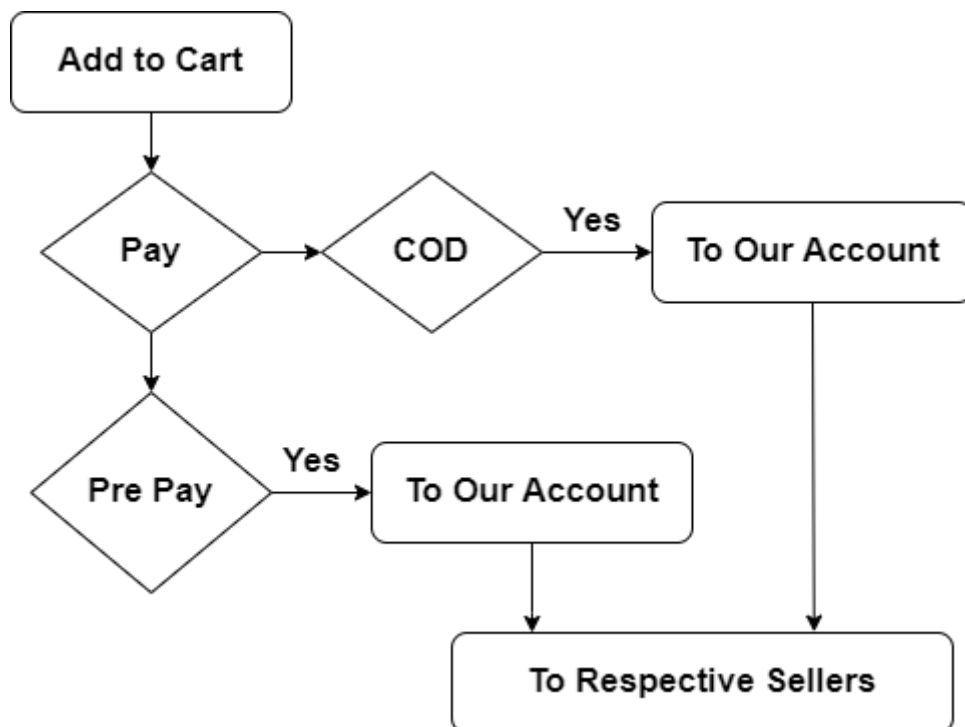 Add to Cart
Pay
COD
Yes
To Our Account
Pre Pay
Yes
To Our Account
To Respective Sellers